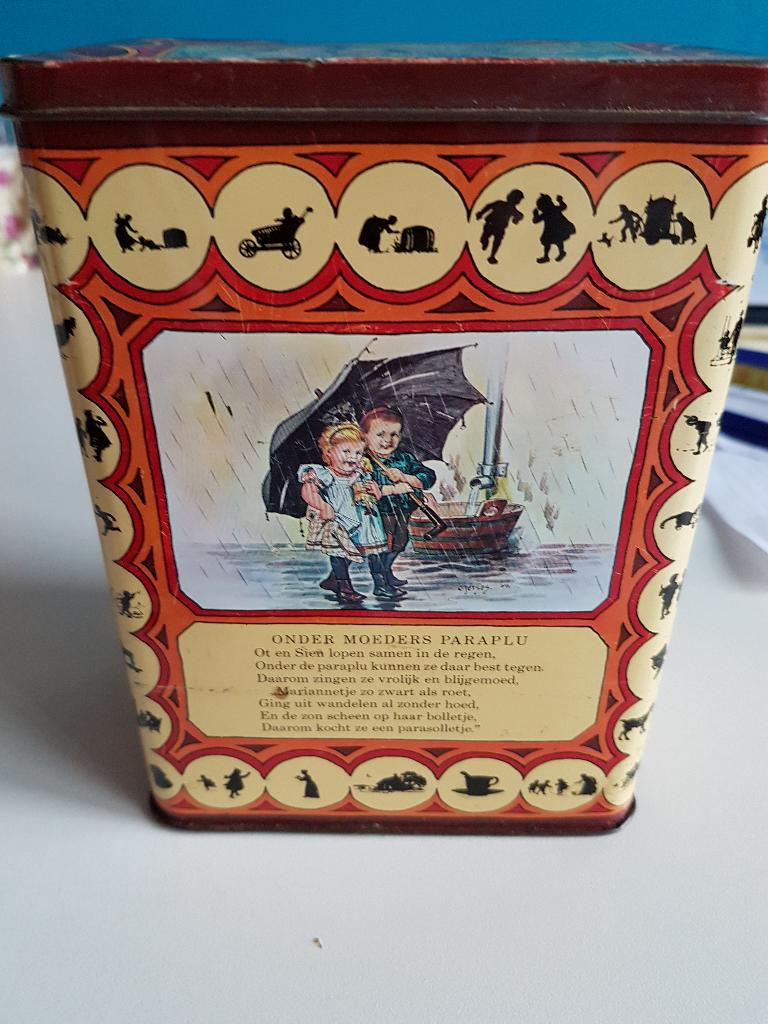 ONDER MOEDERS PARAPLU
Ot en Sien lopen samen in de regen,
Onder de paraplu kunnen ze daar best tegen.
Daarom zingen ze vrolijk en blijgemoed,
Mariannetje zo zwart als roet,
Ging uit wandelen al zonder hoed,
En de zon scheen op haar bolletje,
Daarom kocht ze een parasolletje."